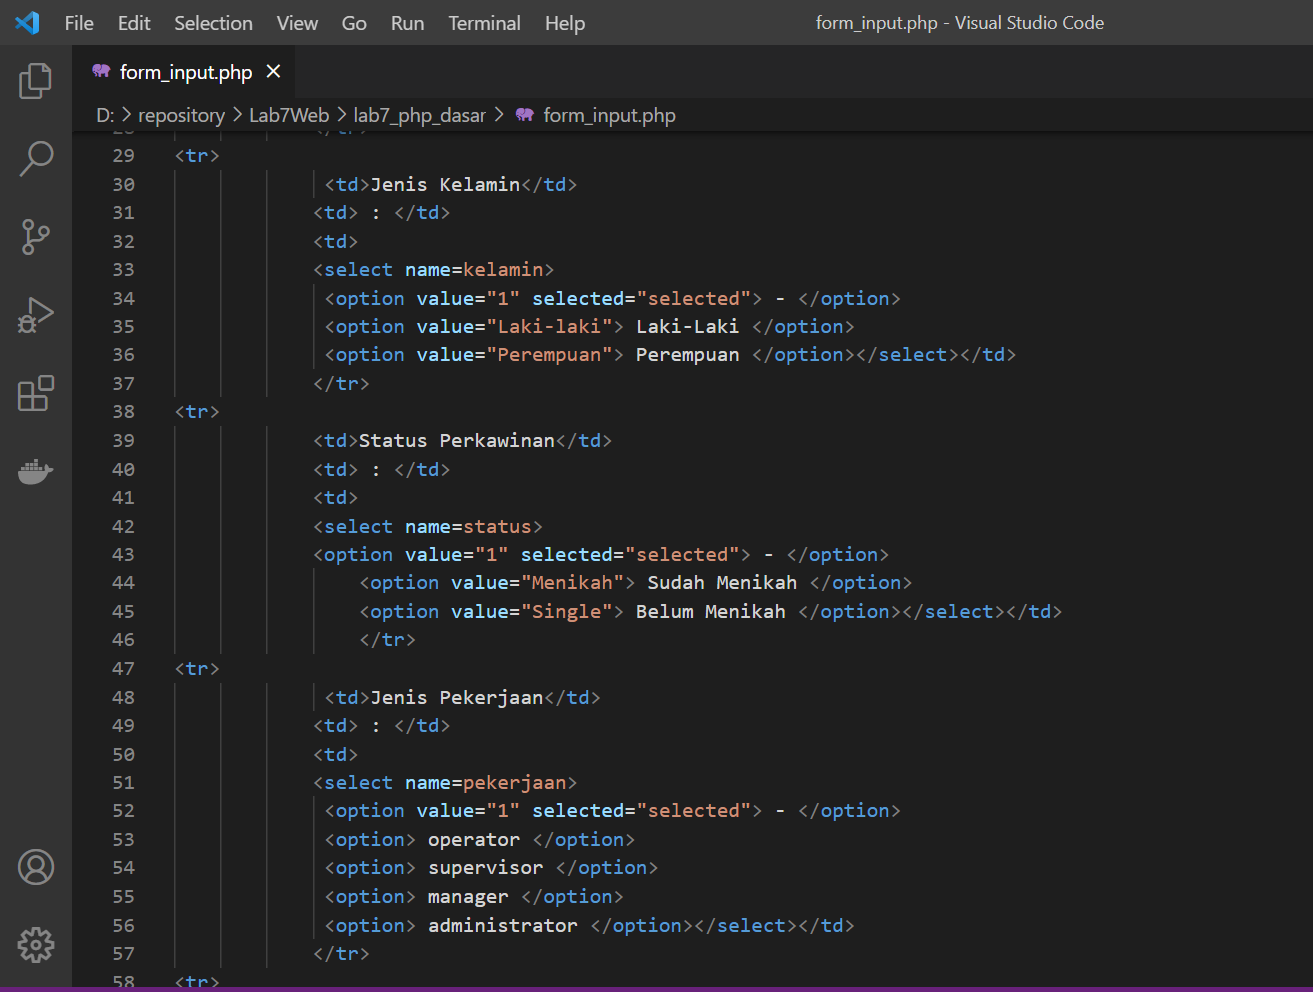 File Edit Selection View Go Run Terminal Help form_input.php - Visual Studio Code
form_input.php ×
D: > repository > Lab7Web > lab7_php_dasar > form_input.php
28 </tr>
29 <tr>
30 <td>Jenis Kelamin</td>
31 <td> : </td>
32 <td>
33 <select name=kelamin>
34 <option value="1" selected="selected"> - </option>
35 <option value="Laki-laki"> Laki-Laki </option>
36 <option value="Perempuan"> Perempuan </option></select></td>
37 </tr>
38 <tr>
39 <td>Status Perkawinan</td>
40 <td> : </td>
41 <td>
42 <select name=status>
43 <option value="1" selected="selected"> - </option>
44 <option value="Menikah"> Sudah Menikah </option>
45 <option value="Single"> Belum Menikah </option></select></td>
46 </tr>
47 <tr>
48 <td>Jenis Pekerjaan</td>
49 <td> : </td>
50 <td>
51 <select name=pekerjaan>
52 <option value="1" selected="selected"> - </option>
53 <option> operator </option>
54 <option> supervisor </option>
55 <option> manager </option>
56 <option> administrator </option></select></td>
57 </tr>
58 <tr>